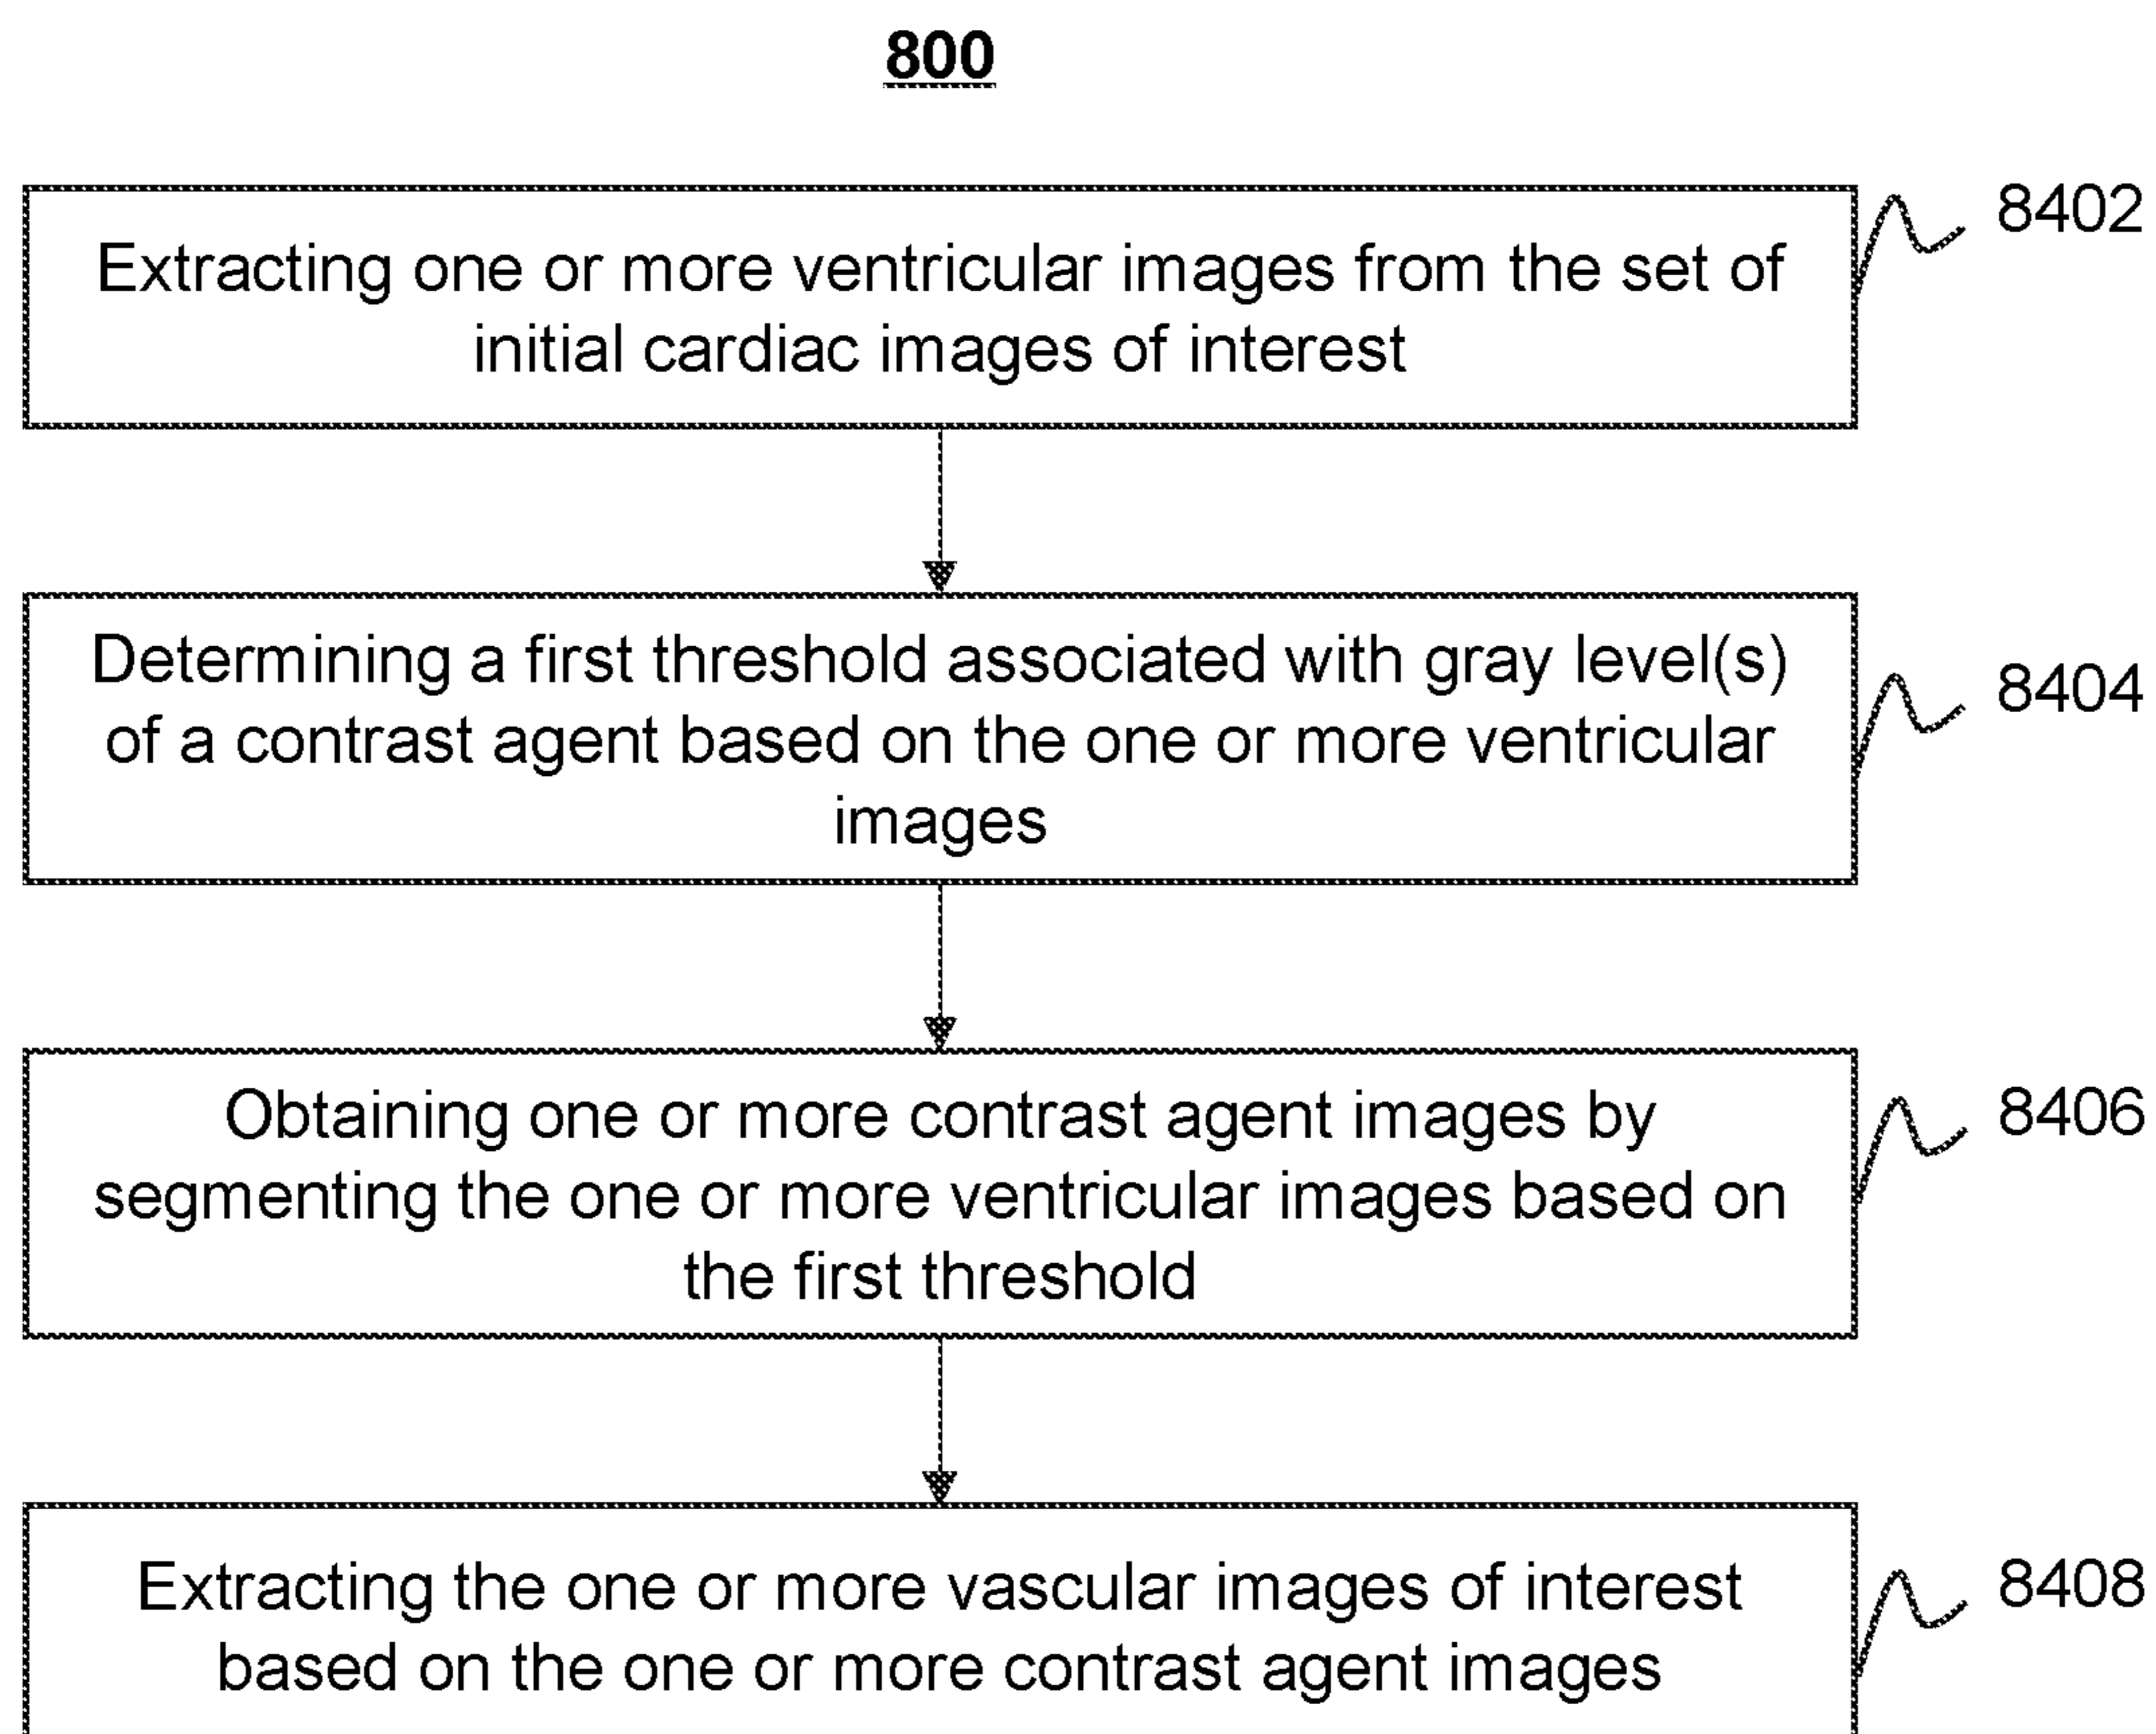 800
8402
Extracting one or more ventricular images from the set of
initial cardiac images of interest
Determining a first threshold associated with gray level(s)
8404
of a contrast agent based on the one or more ventricular
images
Obtaining one or more contrast agent images by
8406
segmenting the one or more ventricular images based on
the first threshold
Extracting the one or more vascular images of interest
8408
based on the one or more contrast agent images